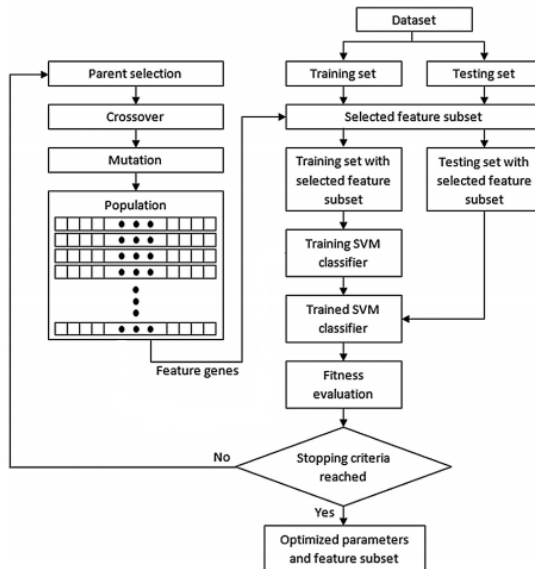 Dataset
Training set
Testing set
Parent selection
Crossover
Mutation
Population
Feature genes
Selected feature subset
Training set with
selected feature
subset
Testing set with
selected feature
subset
Training SVM
classifier
Trained SVM
classifier
Fitness
evaluation
Stopping criteria
reached
No
Yes
Optimized parameters
and feature subset